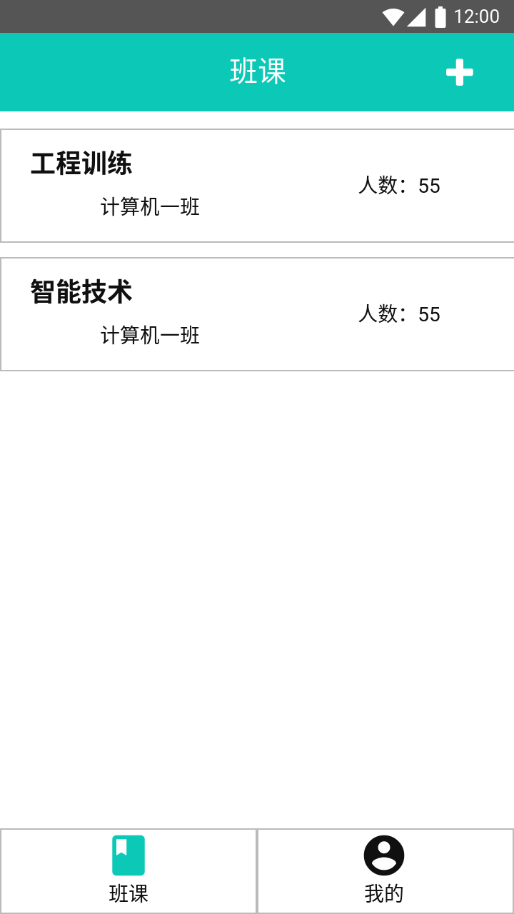 12:00
班课
工程训练
计算机一班
人数：55
智能技术
计算机一班
人数：55
班课
我的